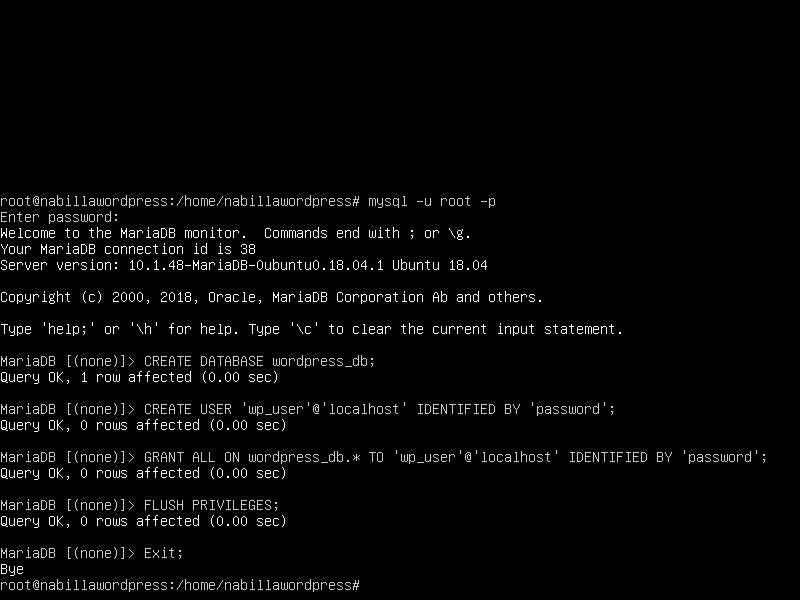 root@nabillawordpress:/home/nabillawordpress# mysql -u root -p
Enter password:
Welcome to the MariaDB monitor.  Commands end with ; or \g.
Your MariaDB connection id is 38
Server version: 10.1.48-MariaDB-0ubuntu0.18.04.1 Ubuntu 18.04
Copyright (c) 2000, 2018, Oracle, MariaDB Corporation Ab and others.
Type 'help;' or '\h' for help. Type '\c' to clear the current input statement.
MariaDB [(none)]> CREATE DATABASE wordpress_db;
Query OK, 1 row affected (0.00 sec)
MariaDB [(none)]> CREATE USER 'wp_user'@'localhost' IDENTIFIED BY 'password';
Query OK, 0 rows affected (0.00 sec)
MariaDB [(none)]> GRANT ALL ON wordpress_db.* TO 'wp_user'@'localhost' IDENTIFIED BY 'password';
Query OK, 0 rows affected (0.00 sec)
MariaDB [(none)]> FLUSH PRIVILEGES;
Query OK, 0 rows affected (0.00 sec)
MariaDB [(none)]> Exit;
Bye
root@nabillawordpress:/home/nabillawordpress#